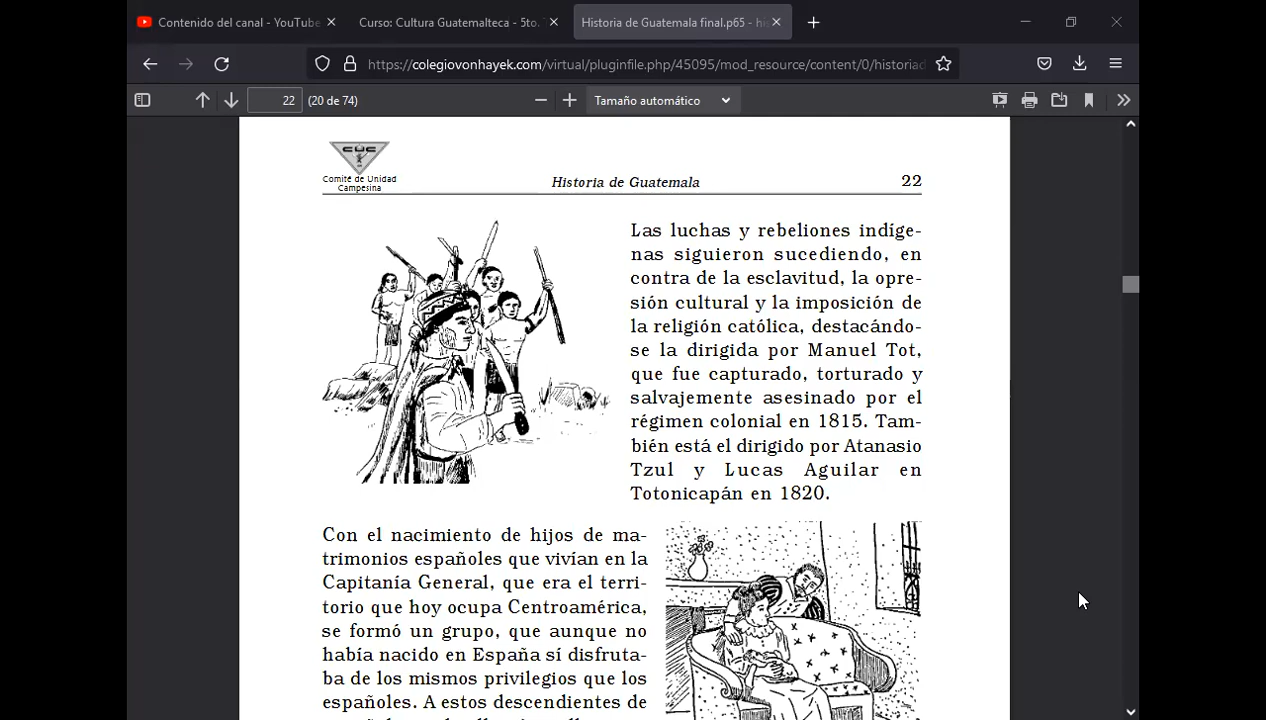 Contenido del canal - YouTube
Curso: Cultura Guatemalteca - 5to.
Historia de Guatemala final.p65 - his
https://colegiovonhayek.com/virtual/pluginfile.php/45095/mod_resource/content/0/historiad
22
(20 de 74)
Tamaño automático
CUC
Comité de Unidad
Campesina
Historia de Guatemala
22
Las luchas y rebeliones indíge-
nas siguieron sucediendo, en
contra de la esclavitud, la opre-
sión cultural y la imposición de
la religión católica, destacándo-
se la dirigida por Manuel Tot,
que fue capturado, torturado y
salvajemente asesinado por el
régimen colonial en 1815. Tam-
bién está el dirigido por Atanasio
Tzul y Lucas Aguilar en
Totonicapán en 1820.
Con el nacimiento de hijos de ma-
trimonios españoles que vivían en la
Capitanía General, que era el terri-
torio que hoy ocupa Centroamérica,
se formó un grupo, que aunque no
había nacido en España sí disfruta-
ba de los mismos privilegios que los
españoles. A estos descendientes de